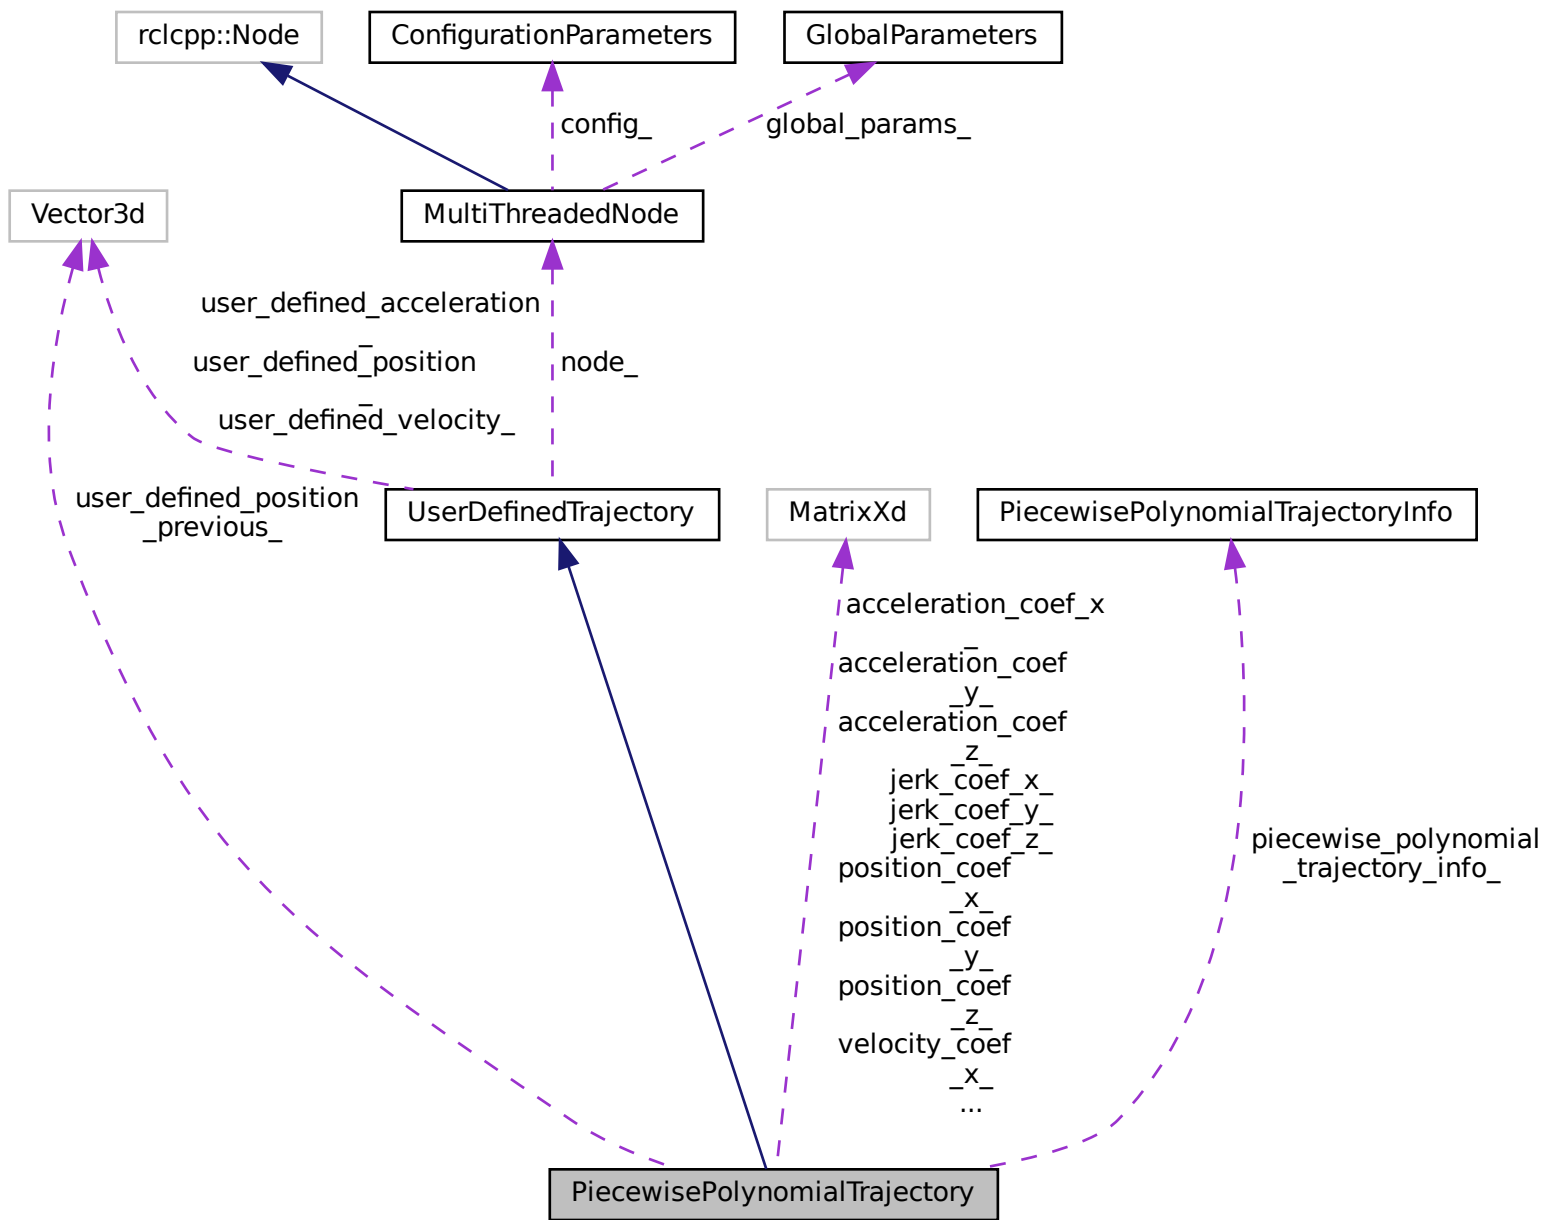 rclcpp::Node
ConfigurationParameters
GlobalParameters
config_
global_params_
Vector3d
MultiThreadedNode
user_defined_acceleration
_
user_defined_position
_
user_defined_velocity_
node_
user_defined_position
_previous_
UserDefinedTrajectory
MatrixXd
PiecewisePolynomialTrajectoryInfo
acceleration_coef_x
_
acceleration_coef
_y_
acceleration_coef
_z_
jerk_coef_x_
jerk_coef_y_
jerk_coef_z_
position_coef
_x_
position_coef
_y_
position_coef
_z_
velocity_coef
_x_
...
piecewise_polynomial
_trajectory_info_
PiecewisePolynomialTrajectory